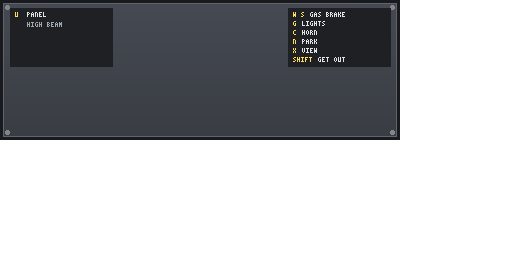 U PANEL
HIGH BEAM
W S GAS BRAKE
G LIGHTS
C HORN
R PARK
X VIEW
SHIFT GET OUT